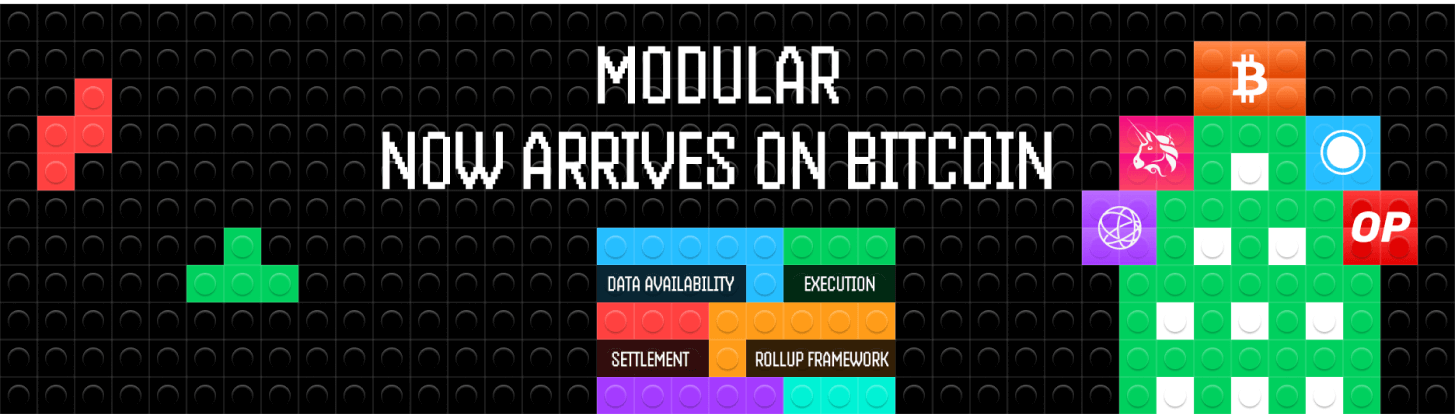 MODULAR
NOW ARRIVES ON BITCOIN
OP
DATA AVAILABILITY
EXECUTION
SETTLEMENT
ROLLUP FRAMEWORK